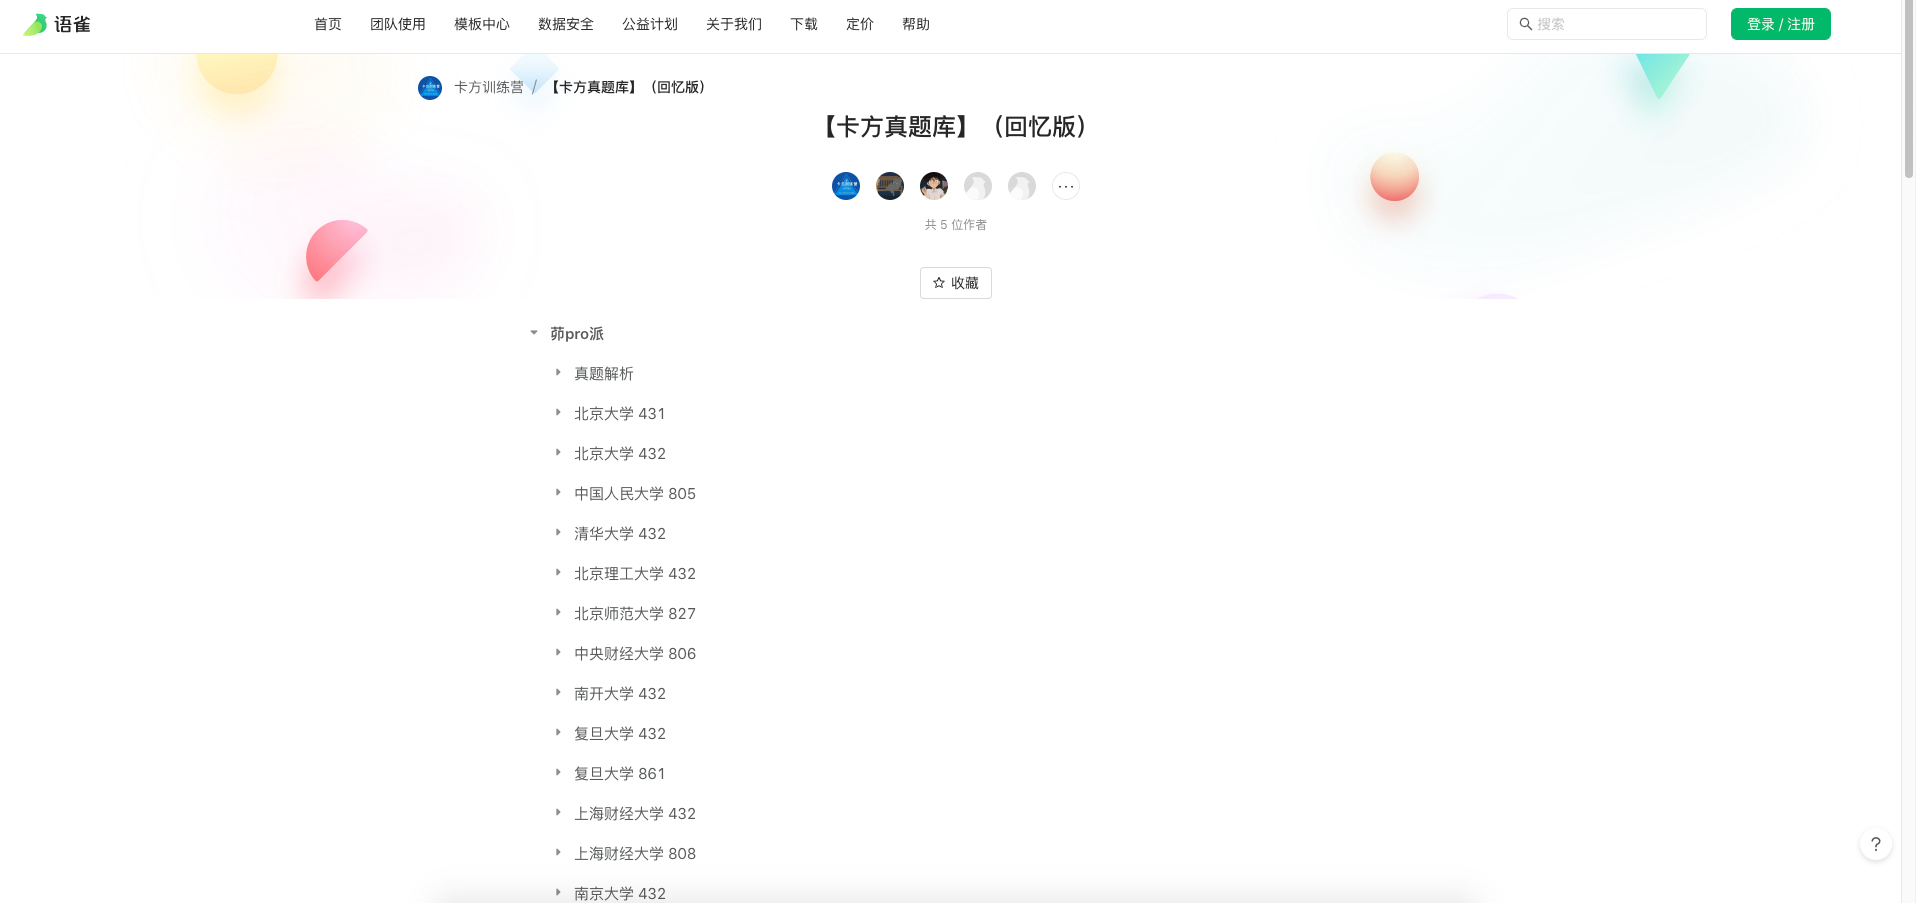 语雀
首页 团队使用 模板中心 数据安全 公益计划 关于我们 下载 定价 帮助
搜索
登录 / 注册
卡方训练营 / 【卡方真题库】（回忆版）
【卡方真题库】（回忆版）
共 5 位作者
收藏
茆pro派
真题解析
北京大学 431
北京大学 432
中国人民大学 805
清华大学 432
北京理工大学 432
北京师范大学 827
中央财经大学 806
南开大学 432
复旦大学 432
复旦大学 861
上海财经大学 432
上海财经大学 808
南京大学 432
?